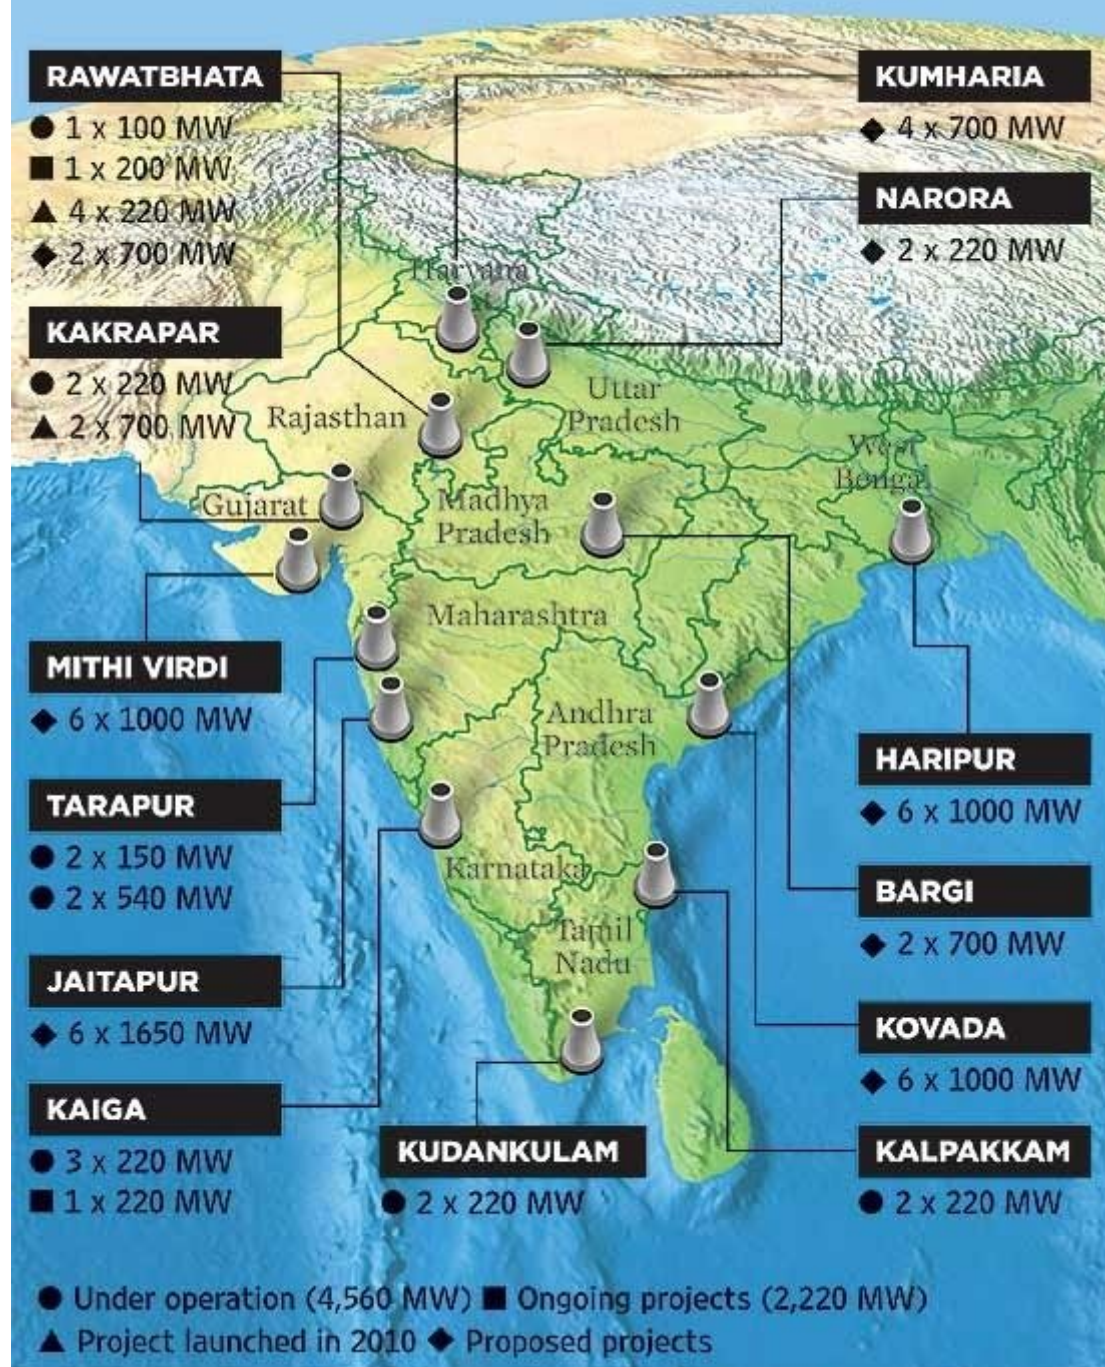 RAWATBHATA
● 1 x 100 MW
■ 1 x 200 MW
▲ 4 x 220 MW
◆ 2 x 700 MW
KAKRAPAR
● 2 x 220 MW
▲ 2 x 700 MW
MITHI VIRDI
◆ 6 x 1000 MW
TARAPUR
● 2 x 150 MW
● 2 x 540 MW
JAITAPUR
◆ 6 x 1650 MW
KAIGA
● 3 x 220 MW
■ 1 x 220 MW
KUDANKULAM
● 2 x 220 MW
KUMHARIA
◆ 4 x 700 MW
NARORA
◆ 2 x 220 MW
HARIPUR
◆ 6 x 1000 MW
BARGI
◆ 2 x 700 MW
KOVADA
◆ 6 x 1000 MW
KALPAKKAM
● 2 x 220 MW
Haryana
Rajasthan
Uttar
Pradesh
West
Bengal
Gujarat
Madhya
Pradesh
Maharashtra
Andhra
Pradesh
Karnataka
Tamil
Nadu
● Under operation (4,560 MW) ■ Ongoing projects (2,220 MW)
▲ Project launched in 2010 ◆ Proposed projects